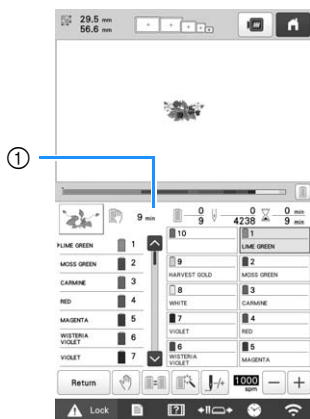 29.5 mm
56.6 mm
①
9 min
0
9
0
4238
0 min
9 min
LIME GREEN 1
MOSS GREEN 2
CARMINE 3
RED 4
MAGENTA 5
WISTERIA VIOLET 6
VIOLET 7
10
1
LIME GREEN
9
HARVEST GOLD
2
MOSS GREEN
8
WHITE
3
CARMINE
7
VIOLET
4
RED
6
WISTERIA VIOLET
5
MAGENTA
Return
1000 spm
- +
Lock